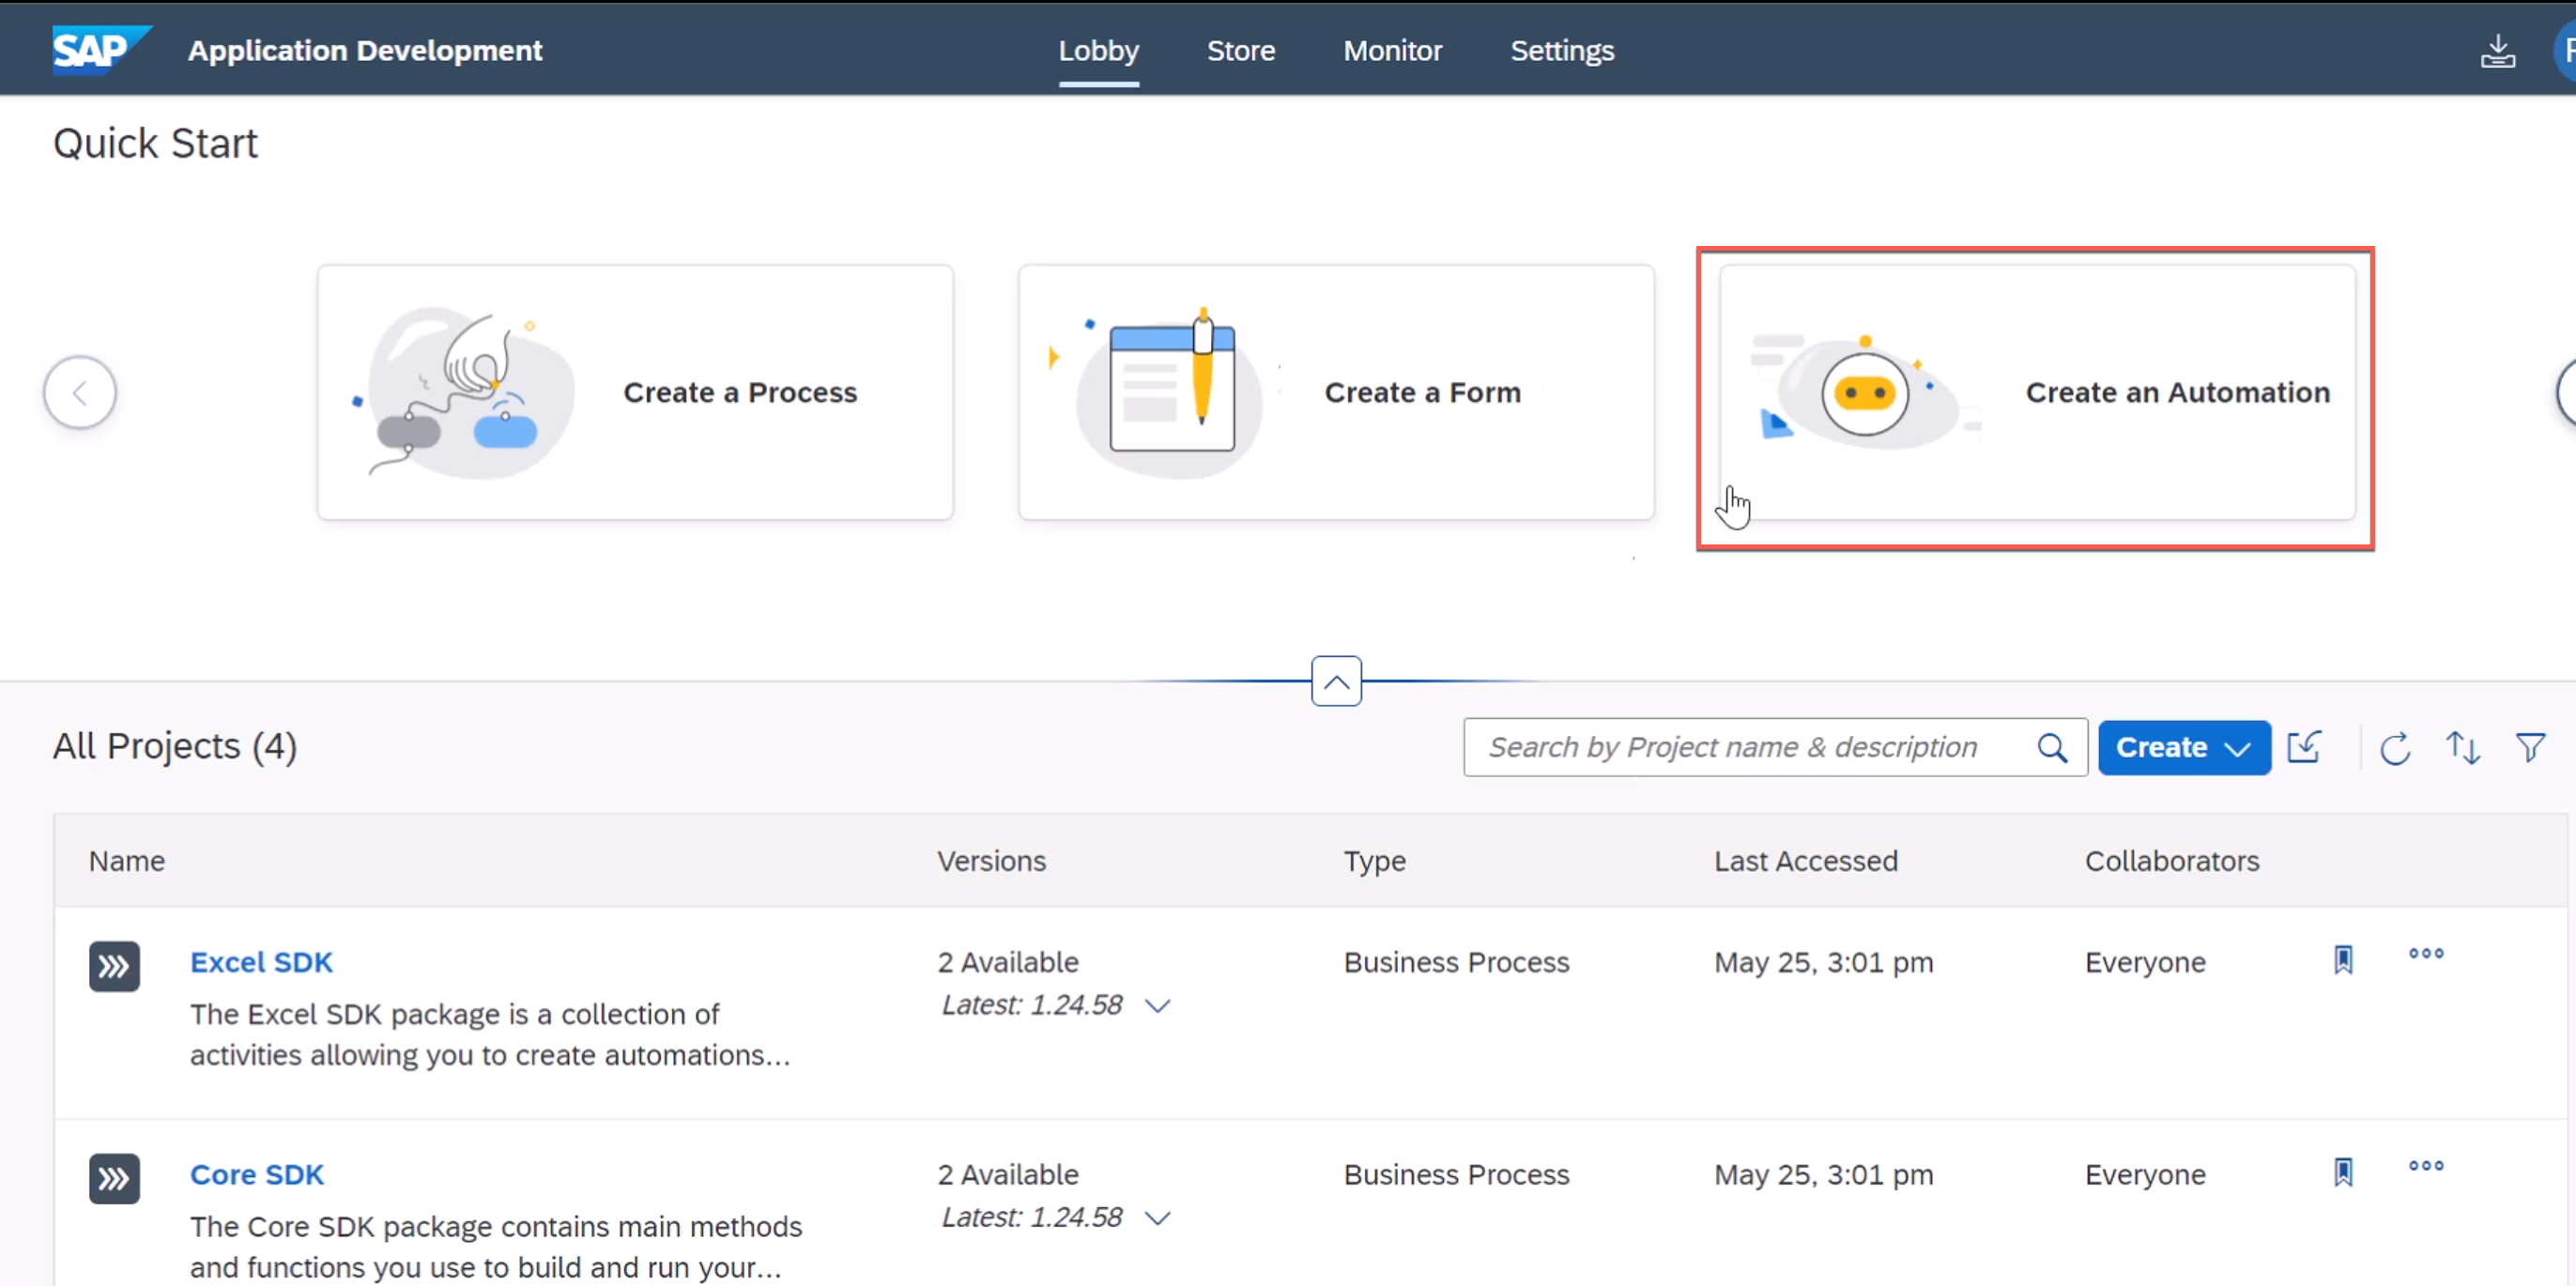 SAP Application Development Lobby Store Monitor Settings
Quick Start
Create a Process
Create a Form
Create an Automation
All Projects (4)
Search by Project name & description
Create
Name Versions Type Last Accessed Collaborators
Excel SDK 2 Available Business Process May 25, 3:01 pm Everyone
Latest: 1.24.58
The Excel SDK package is a collection of
activities allowing you to create automations...
Core SDK 2 Available Business Process May 25, 3:01 pm Everyone
Latest: 1.24.58
The Core SDK package contains main methods
and functions you use to build and run your...